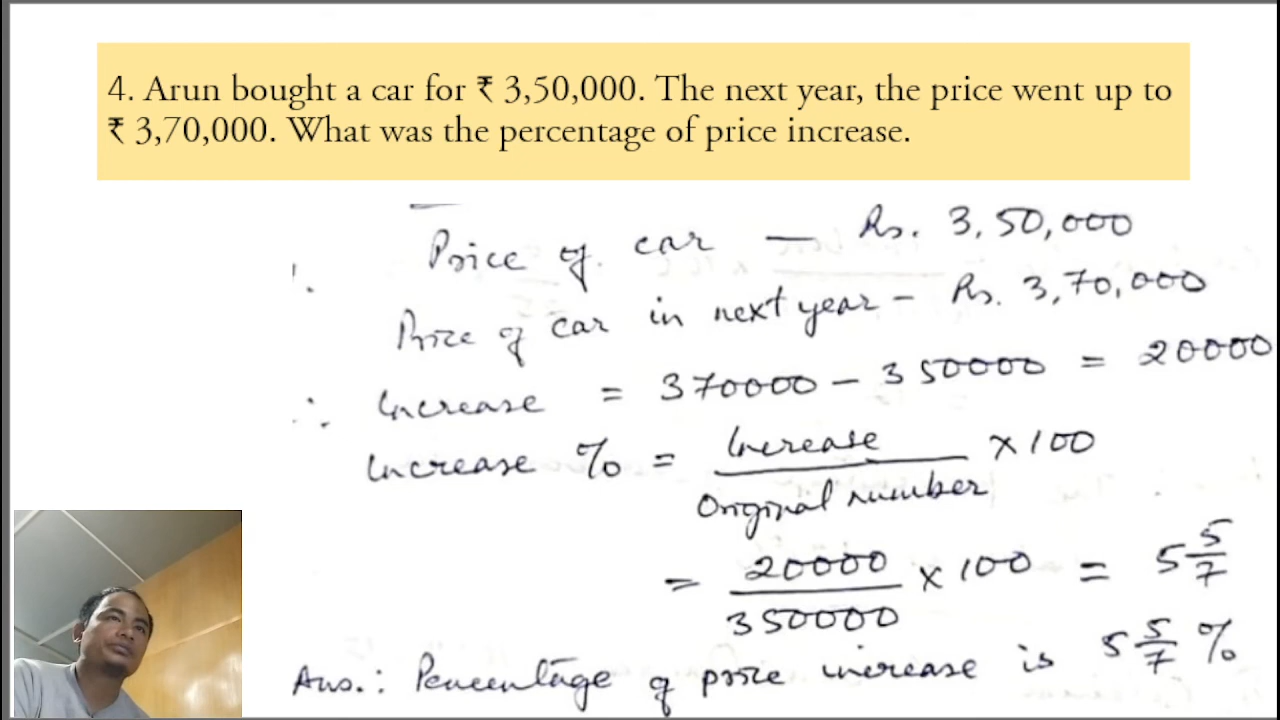 4. Arun bought a car for ₹ 3,50,000. The next year, the price went up to
₹ 3,70,000. What was the percentage of price increase.
Price of car — Rs. 3,50,000
Price of car in next year - Rs. 3,70,000
∴ Increase = 370000 - 350000 = 20000
Increase % = Increase/Original number × 100
= 20000/350000 × 100 = 5 5/7
Ans.: Percentage of price increase is 5 5/7 %